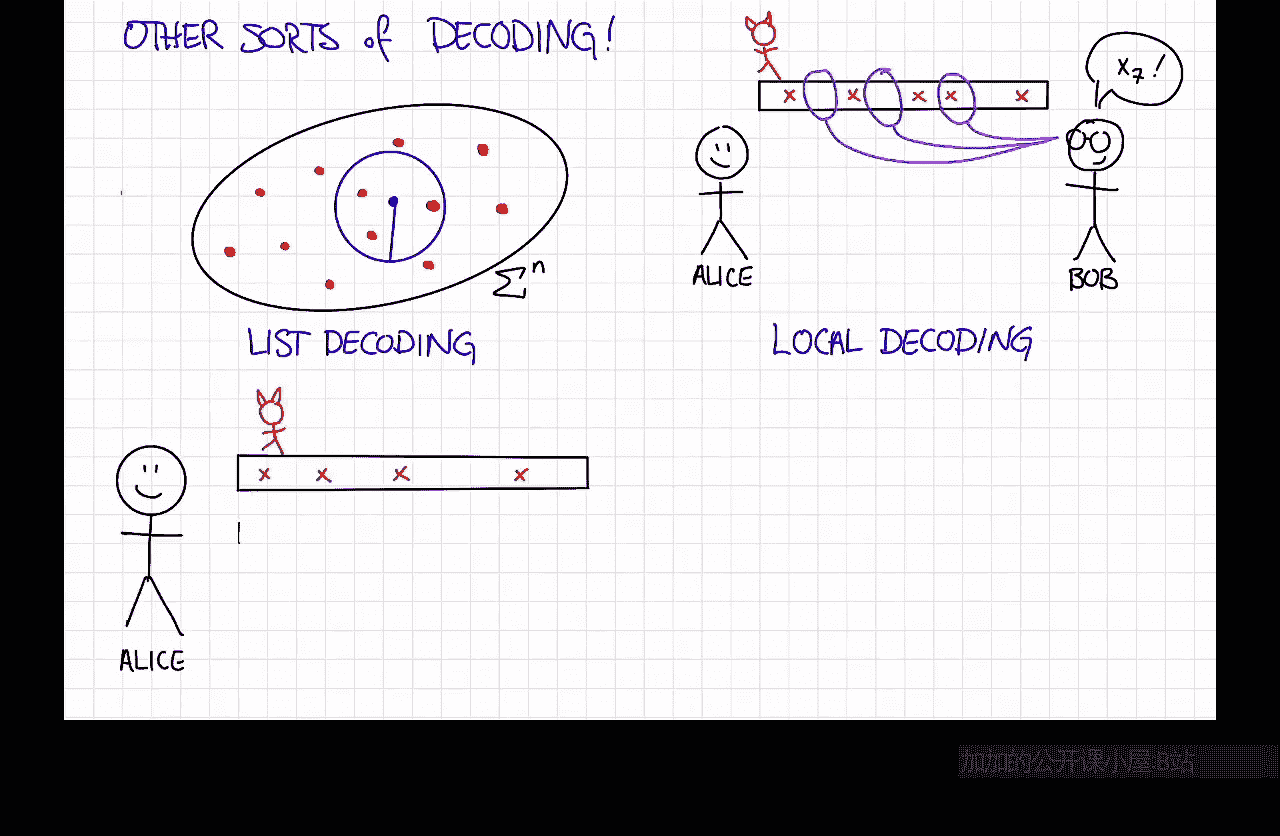 OTHER SORTS of DECODING!
x x x x x
x₇!
ALICE
BOB
Σⁿ
LIST DECODING
LOCAL DECODING
x x x x
ALICE
加加的公开课小屋 B站